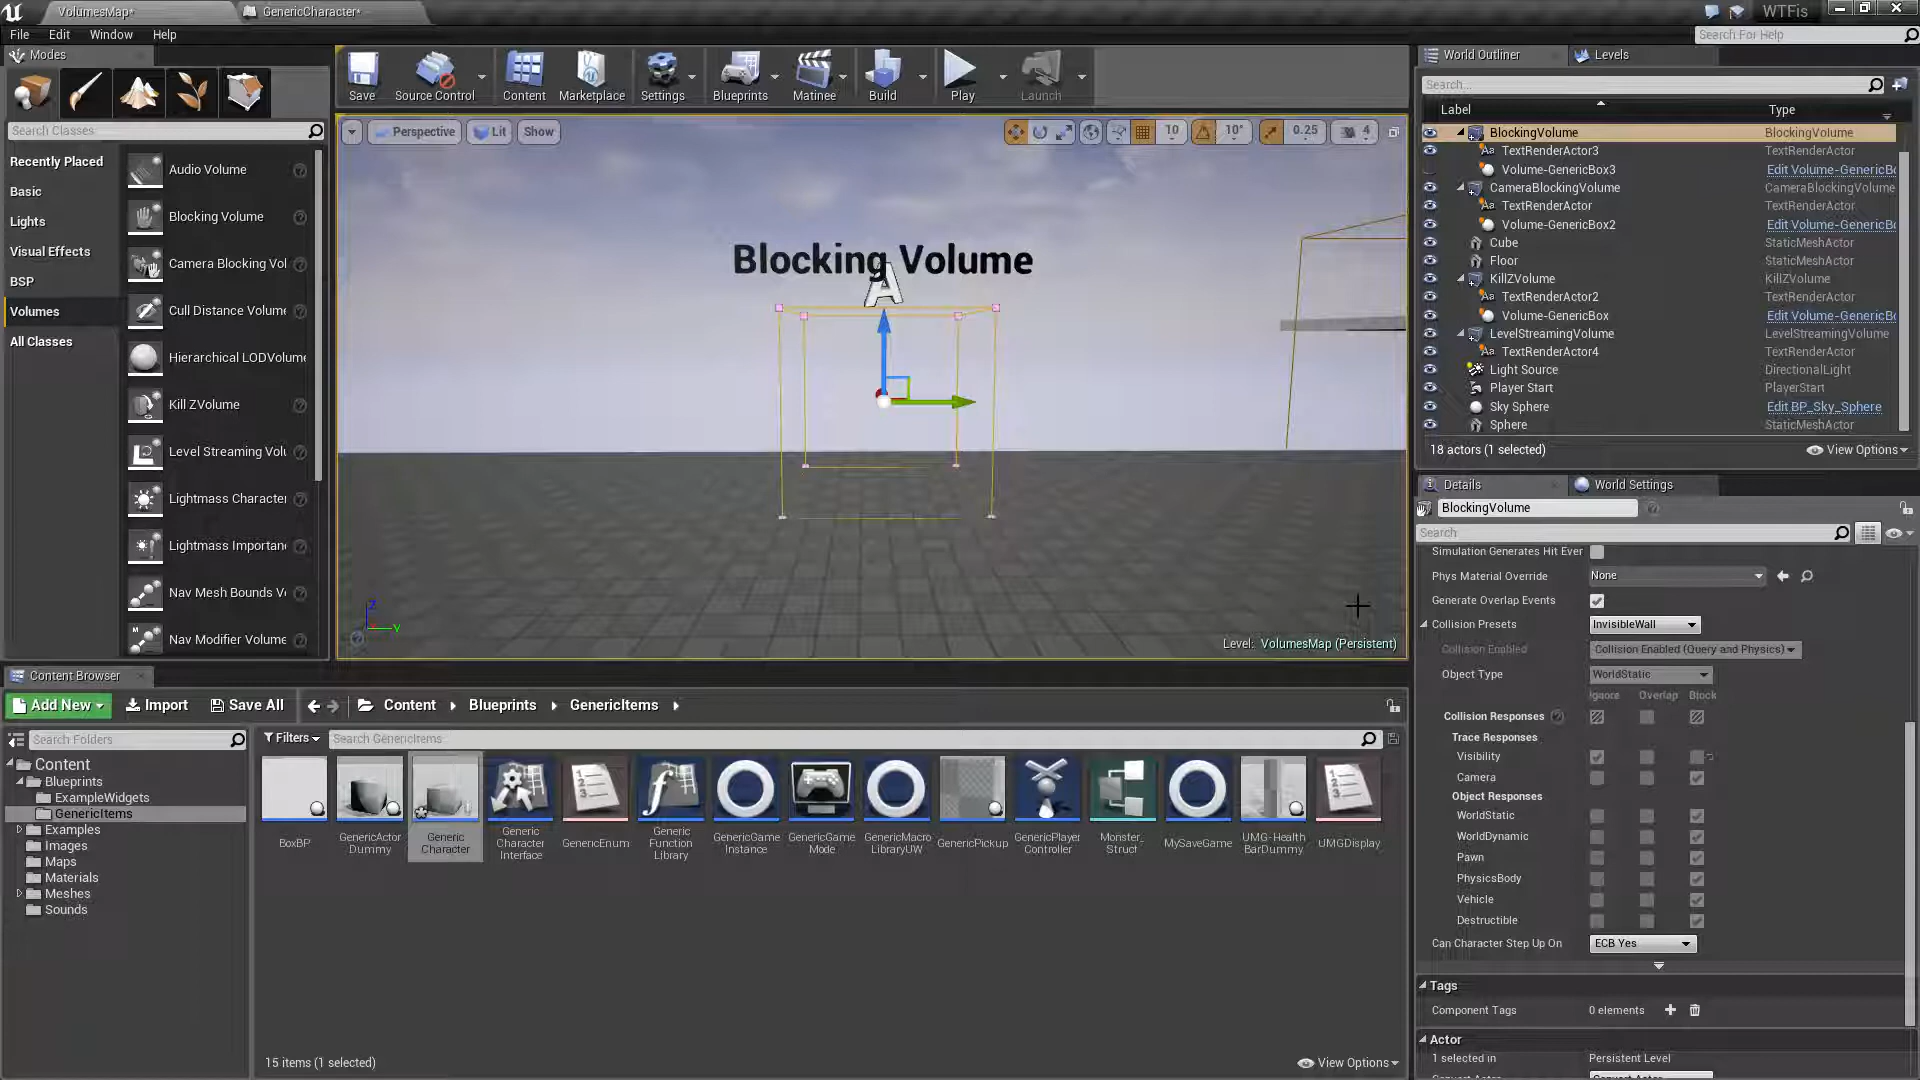 VolumesMap*
GenericCharacter*
WTFis
File Edit Window Help
Search For Help
Modes
Search Classes
Recently Placed
Basic
Lights
Visual Effects
BSP
Volumes
All Classes
Audio Volume
Blocking Volume
Camera Blocking Vol
Cull Distance Volume
Hierarchical LODVolume
Kill ZVolume
Level Streaming Volu
Lightmass Character
Lightmass Importan
Nav Mesh Bounds Vo
Nav Modifier Volume
Save
Source Control
Content
Marketplace
Settings
Blueprints
Matinee
Build
Play
Launch
Perspective
Lit
Show
10
10°
0.25
4
Blocking Volume
A
Z
Y
Level: VolumesMap (Persistent)
World Outliner
Levels
Search...
Label Type
BlockingVolume BlockingVolume
TextRenderActor3 TextRenderActor
Volume-GenericBox3 Edit Volume-GenericBo
CameraBlockingVolume CameraBlockingVolume
TextRenderActor TextRenderActor
Volume-GenericBox2 Edit Volume-GenericBo
Cube StaticMeshActor
Floor StaticMeshActor
KillZVolume KillZVolume
TextRenderActor2 TextRenderActor
Volume-GenericBox Edit Volume-GenericBo
LevelStreamingVolume LevelStreamingVolume
TextRenderActor4 TextRenderActor
Light Source DirectionalLight
Player Start PlayerStart
Sky Sphere Edit BP_Sky_Sphere
Sphere StaticMeshActor
18 actors (1 selected)
View Options
Details
World Settings
BlockingVolume
Search
Simulation Generates Hit Ever
Phys Material Override None
Generate Overlap Events
Collision Presets InvisibleWall
Collision Enabled Collision Enabled (Query and Physics)
Object Type WorldStatic
Ignore Overlap Block
Collision Responses
Trace Responses
Visibility
Camera
Object Responses
WorldStatic
WorldDynamic
Pawn
PhysicsBody
Vehicle
Destructible
Can Character Step Up On ECB Yes
Tags
Component Tags 0 elements
Actor
1 selected in Persistent Level
Content Browser
Add New
Import
Save All
Content
Blueprints
GenericItems
Search Folders
Filters
Search GenericItems
Content
Blueprints
ExampleWidgets
GenericItems
Examples
Images
Maps
Materials
Meshes
Sounds
BoxBP
GenericActor
Dummy
Generic
Character
Generic
Character
Interface
GenericEnum
Generic
Function
Library
GenericGame
Instance
GenericGame
Mode
GenericMacro
LibraryUW
GenericPickup
GenericPlayer
Controller
Monster_
Struct
MySaveGame
UMG-Health
BarDummy
UMGDisplay
15 items (1 selected)
View Options